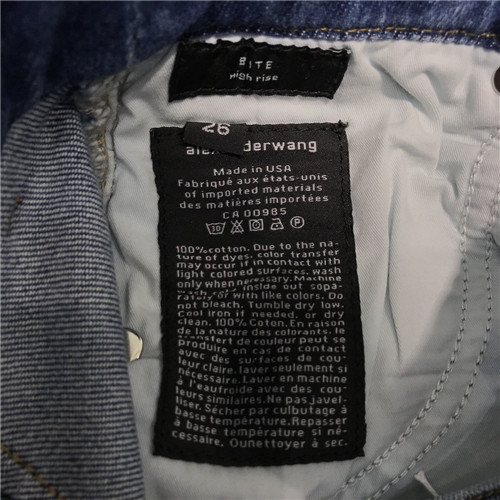 BITE
High rise
26
alexanderwang
Made in USA
Fabriqué aux états-unis
of imported materials
des matières importées
CA 00985
100%cotton. Due to the na-
ture of dyes, color transfer
may occur if in contact with
light colored surfaces. wash
only when necessary. Machine
wash inside out sepa-
rately or with like colors. Do
not bleach. Tumble dry low.
Cool iron if needed, or dry
clean. 100% Coton. En raison
de la nature des colorants, le
transfert de couleur peut se
produire en cas de contact
avec des surfaces de cou-
leur claire. laver seulement si
nécessaire. Laver en machine
à l'eau froide avec des cou-
leurs similaires. Ne pas javel-
liser. Sécher par culbutage á
basse température. Repasser
à basse température si né-
cessaire. Ou nettoyer à sec.